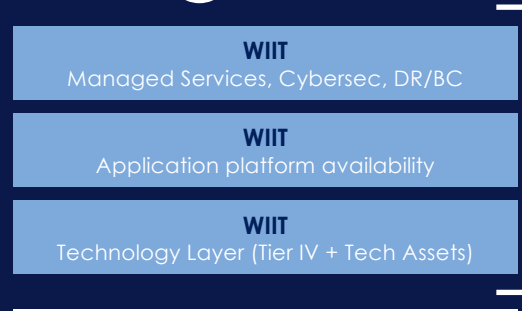 WIIT
Managed Services, Cybersec, DR/BC
WIIT
Application platform availability
WIIT
Technology Layer (Tier IV + Tech Assets)